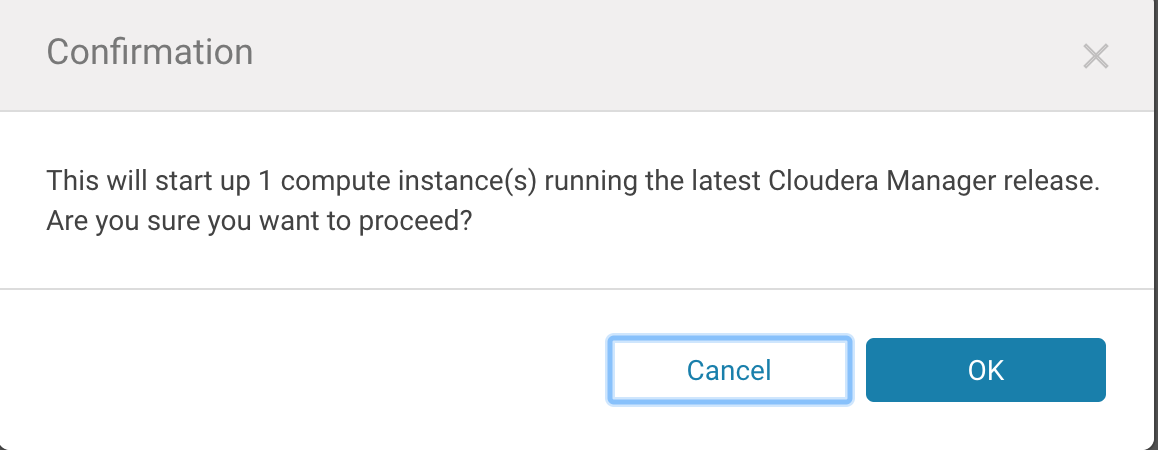 Confirmation
This will start up 1 compute instance(s) running the latest Cloudera Manager release.
Are you sure you want to proceed?
Cancel
OK